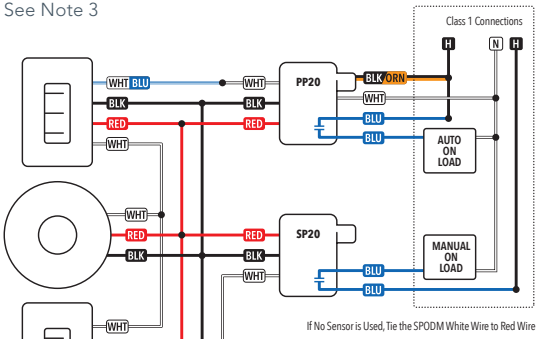 See Note 3
Class 1 Connections
H N H
WHT BLU WHT PP20 BLK/ORN
BLK BLK WHT
RED RED BLU
WHT BLU
AUTO
ON
LOAD
WHT
RED RED SP20
BLK BLK
WHT
MANUAL
ON
LOAD
BLU
BLU
WHT
If No Sensor is Used, Tie the SPODM White Wire to Red Wire